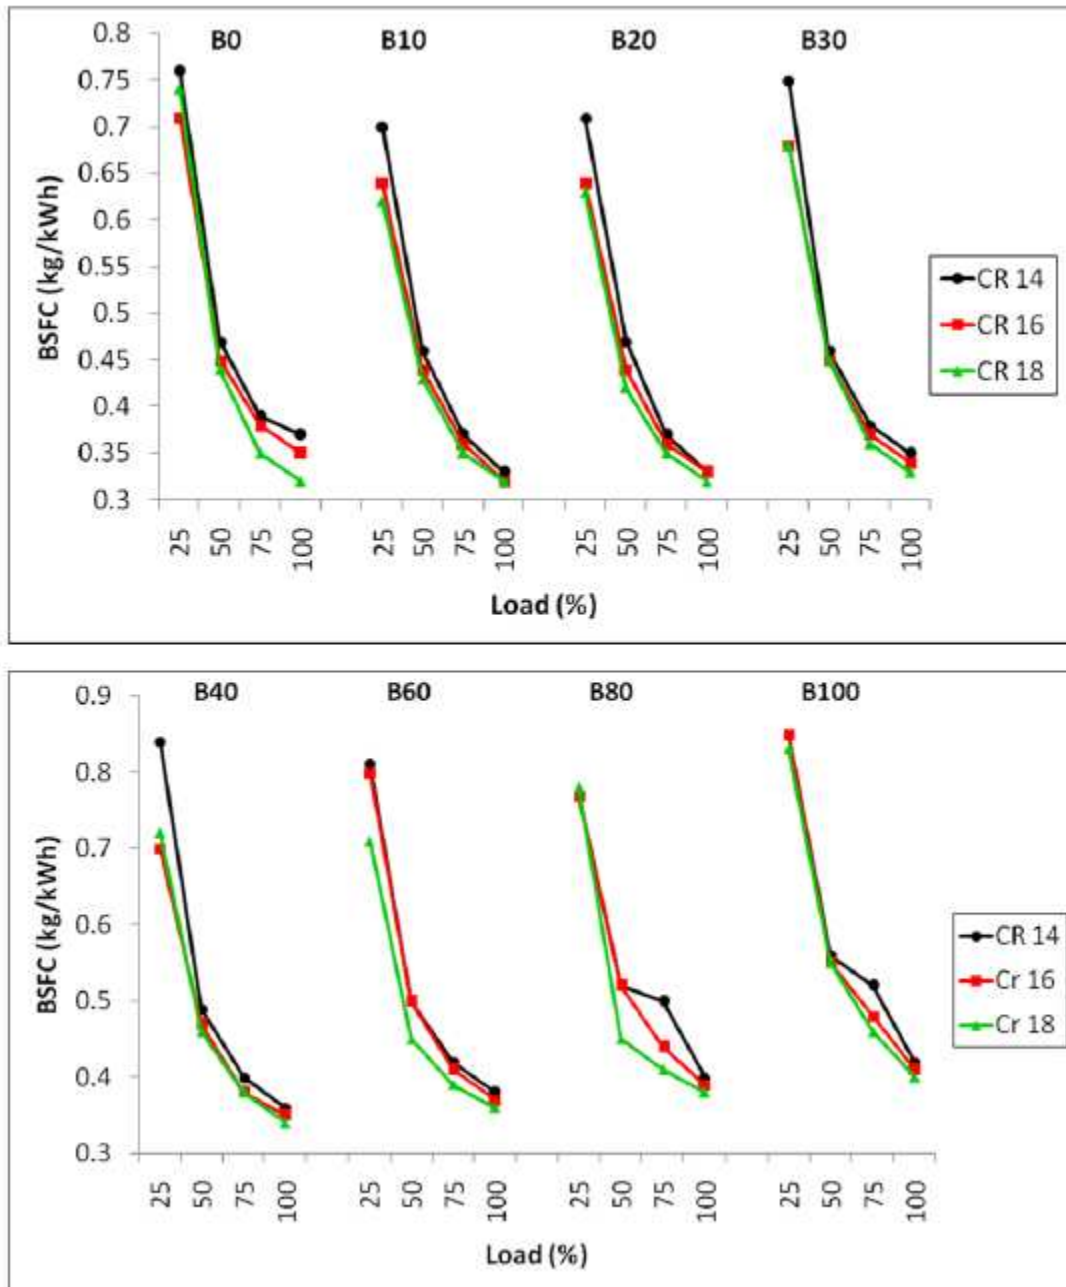 B0 B10 B20 B30
0.8
0.75
0.7
0.65
0.6
0.55
0.5
0.45
0.4
0.35
0.3
BSFC (kg/kWh)
CR 14
CR 16
CR 18
25 50 75 100 25 50 75 100 25 50 75 100 25 50 75 100
Load (%)
B40 B60 B80 B100
0.9
0.8
0.7
0.6
0.5
0.4
0.3
BSFC (kg/kWh)
CR 14
Cr 16
Cr 18
25 50 75 100 25 50 75 100 25 50 75 100 25 50 75 100
Load (%)